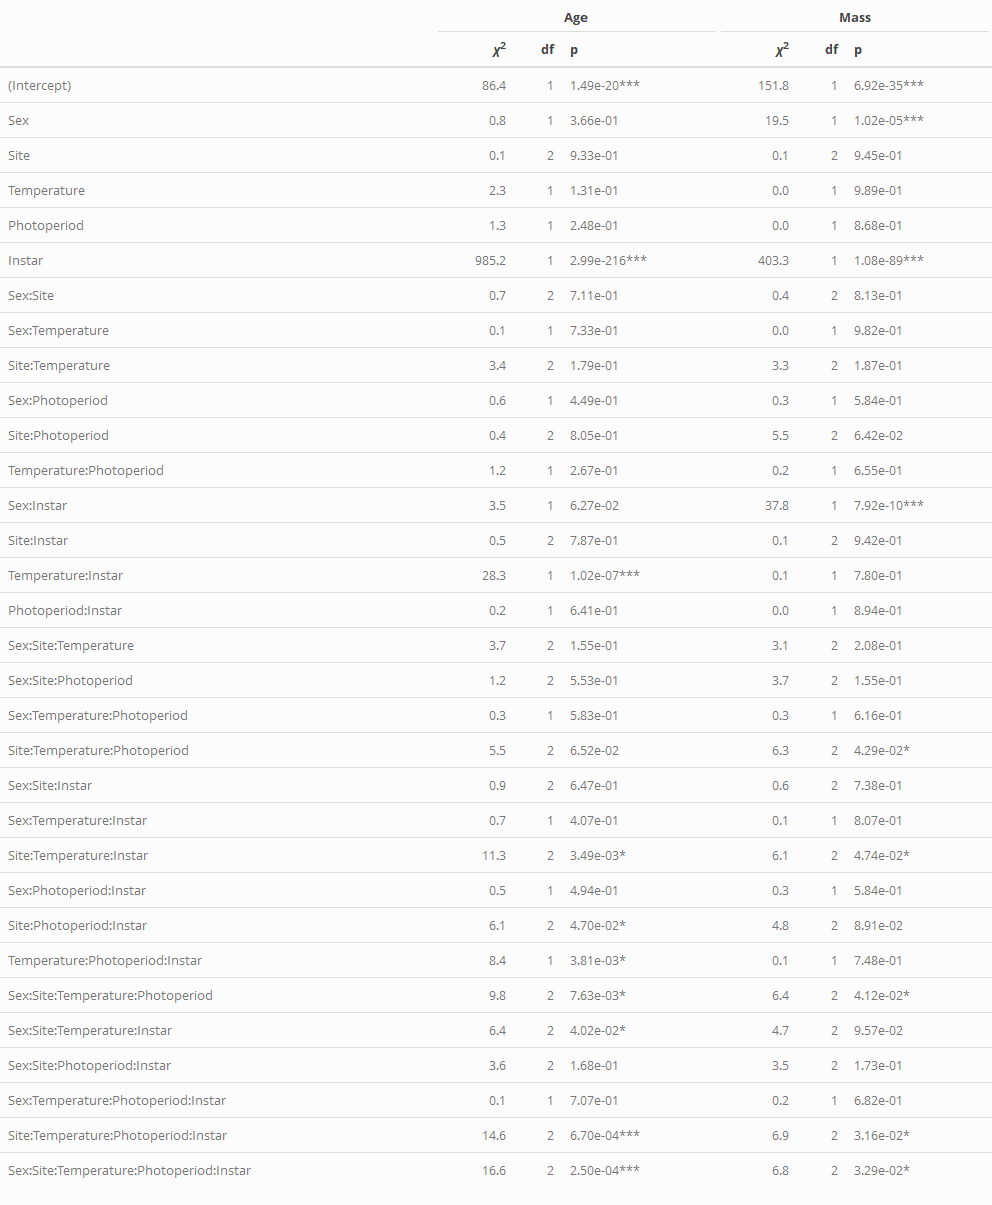 Age Mass
χ2 df p χ2 df p
(Intercept) 86.4 1 1.49e-20*** 151.8 1 6.92e-35***
Sex 0.8 1 3.66e-01 19.5 1 1.02e-05***
Site 0.1 2 9.33e-01 0.1 2 9.45e-01
Temperature 2.3 1 1.31e-01 0.0 1 9.89e-01
Photoperiod 1.3 1 2.48e-01 0.0 1 8.68e-01
Instar 985.2 1 2.99e-216*** 403.3 1 1.08e-89***
Sex:Site 0.7 2 7.11e-01 0.4 2 8.13e-01
Sex:Temperature 0.1 1 7.33e-01 0.0 1 9.82e-01
Site:Temperature 3.4 2 1.79e-01 3.3 2 1.87e-01
Sex:Photoperiod 0.6 1 4.49e-01 0.3 1 5.84e-01
Site:Photoperiod 0.4 2 8.05e-01 5.5 2 6.42e-02
Temperature:Photoperiod 1.2 1 2.67e-01 0.2 1 6.55e-01
Sex:Instar 3.5 1 6.27e-02 37.8 1 7.92e-10***
Site:Instar 0.5 2 7.87e-01 0.1 2 9.42e-01
Temperature:Instar 28.3 1 1.02e-07*** 0.1 1 7.80e-01
Photoperiod:Instar 0.2 1 6.41e-01 0.0 1 8.94e-01
Sex:Site:Temperature 3.7 2 1.55e-01 3.1 2 2.08e-01
Sex:Site:Photoperiod 1.2 2 5.53e-01 3.7 2 1.55e-01
Sex:Temperature:Photoperiod 0.3 1 5.83e-01 0.3 1 6.16e-01
Site:Temperature:Photoperiod 5.5 2 6.52e-02 6.3 2 4.29e-02*
Sex:Site:Instar 0.9 2 6.47e-01 0.6 2 7.38e-01
Sex:Temperature:Instar 0.7 1 4.07e-01 0.1 1 8.07e-01
Site:Temperature:Instar 11.3 2 3.49e-03* 6.1 2 4.74e-02*
Sex:Photoperiod:Instar 0.5 1 4.94e-01 0.3 1 5.84e-01
Site:Photoperiod:Instar 6.1 2 4.70e-02* 4.8 2 8.91e-02
Temperature:Photoperiod:Instar 8.4 1 3.81e-03* 0.1 1 7.48e-01
Sex:Site:Temperature:Photoperiod 9.8 2 7.63e-03* 6.4 2 4.12e-02*
Sex:Site:Temperature:Instar 6.4 2 4.02e-02* 4.7 2 9.57e-02
Sex:Site:Photoperiod:Instar 3.6 2 1.68e-01 3.5 2 1.73e-01
Sex:Temperature:Photoperiod:Instar 0.1 1 7.07e-01 0.2 1 6.82e-01
Site:Temperature:Photoperiod:Instar 14.6 2 6.70e-04*** 6.9 2 3.16e-02*
Sex:Site:Temperature:Photoperiod:Instar 16.6 2 2.50e-04*** 6.8 2 3.29e-02*